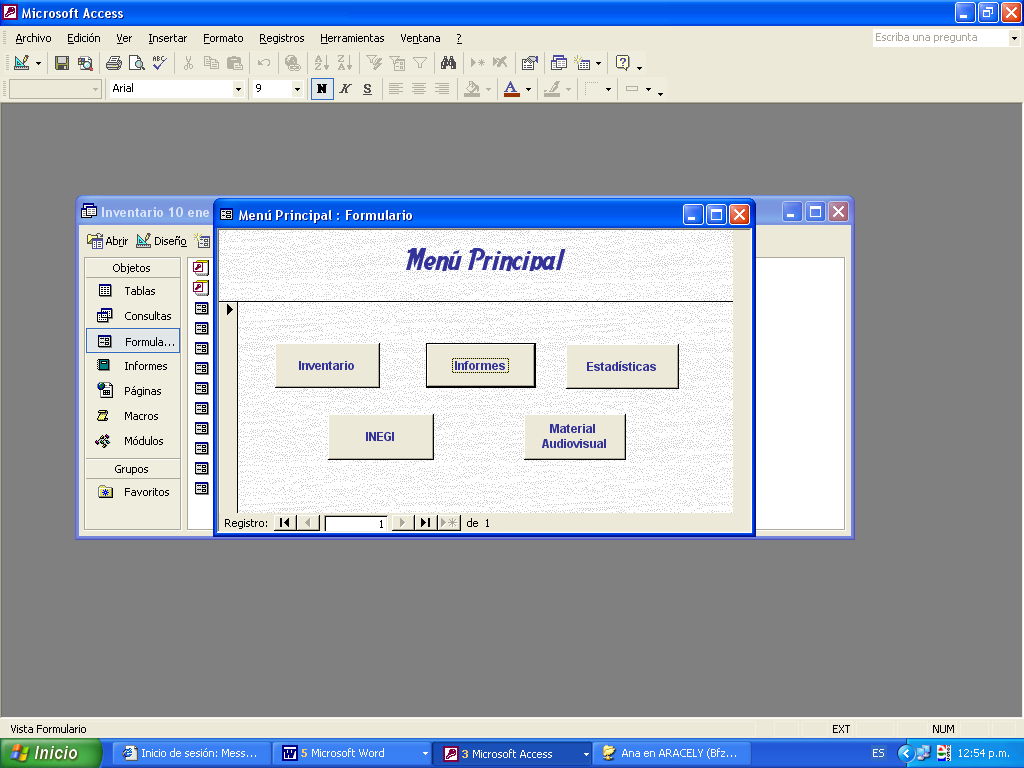 Microsoft Access
Archivo Edición Ver Insertar Formato Registros Herramientas Ventana ?
Escriba una pregunta
Arial 9 N K S
Inventario 10 ene
Menú Principal : Formulario
Abrir Diseño
Menú Principal
Objetos
Tablas
Consultas
Formula...
Informes
Páginas
Macros
Módulos
Grupos
Favoritos
Inventario Informes Estadísticas
INEGI Material
Audiovisual
Registro: 1 de 1
Vista Formulario EXT NUM
Inicio Inicio de sesión: Mess... 5 Microsoft Word 3 Microsoft Access Ana en ARACELY (Bfz... ES 12:54 p.m.